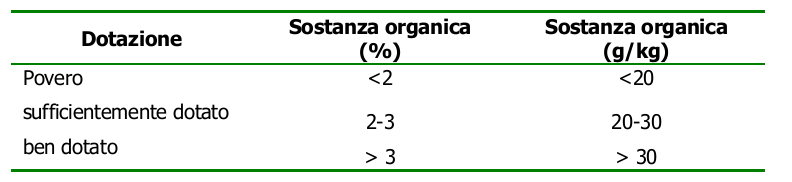 Dotazione Sostanza organica (%) Sostanza organica (g/kg)
Povero <2 <20
sufficientemente dotato 2-3 20-30
ben dotato > 3 > 30